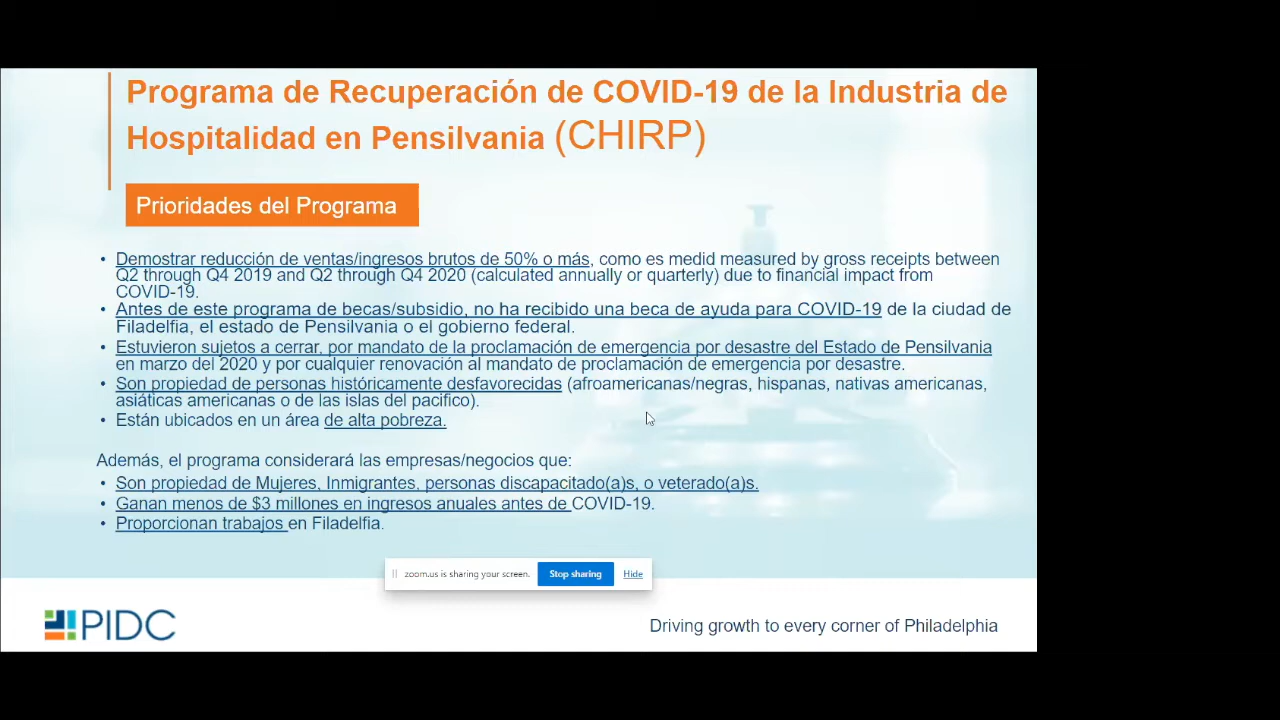 Programa de Recuperación de COVID-19 de la Industria de
Hospitalidad en Pensilvania (CHIRP)
Prioridades del Programa
• Demostrar reducción de ventas/ingresos brutos de 50% o más, como es medid measured by gross receipts between
Q2 through Q4 2019 and Q2 through Q4 2020 (calculated annually or quarterly) due to financial impact from
COVID-19.
• Antes de este programa de becas/subsidio, no ha recibido una beca de ayuda para COVID-19 de la ciudad de
Filadelfia, el estado de Pensilvania o el gobierno federal.
• Estuvieron sujetos a cerrar, por mandato de la proclamación de emergencia por desastre del Estado de Pensilvania
en marzo del 2020 y por cualquier renovación al mandato de proclamación de emergencia por desastre.
• Son propiedad de personas históricamente desfavorecidas (afroamericanas/negras, hispanas, nativas americanas,
asiáticas americanas o de las islas del pacifico).
• Están ubicados en un área de alta pobreza.
Además, el programa considerará las empresas/negocios que:
• Son propiedad de Mujeres, Inmigrantes, personas discapacitado(a)s, o veterado(a)s.
• Ganan menos de $3 millones en ingresos anuales antes de COVID-19.
• Proporcionan trabajos en Filadelfia.
zoom.us is sharing your screen. Stop sharing Hide
PIDC
Driving growth to every corner of Philadelphia